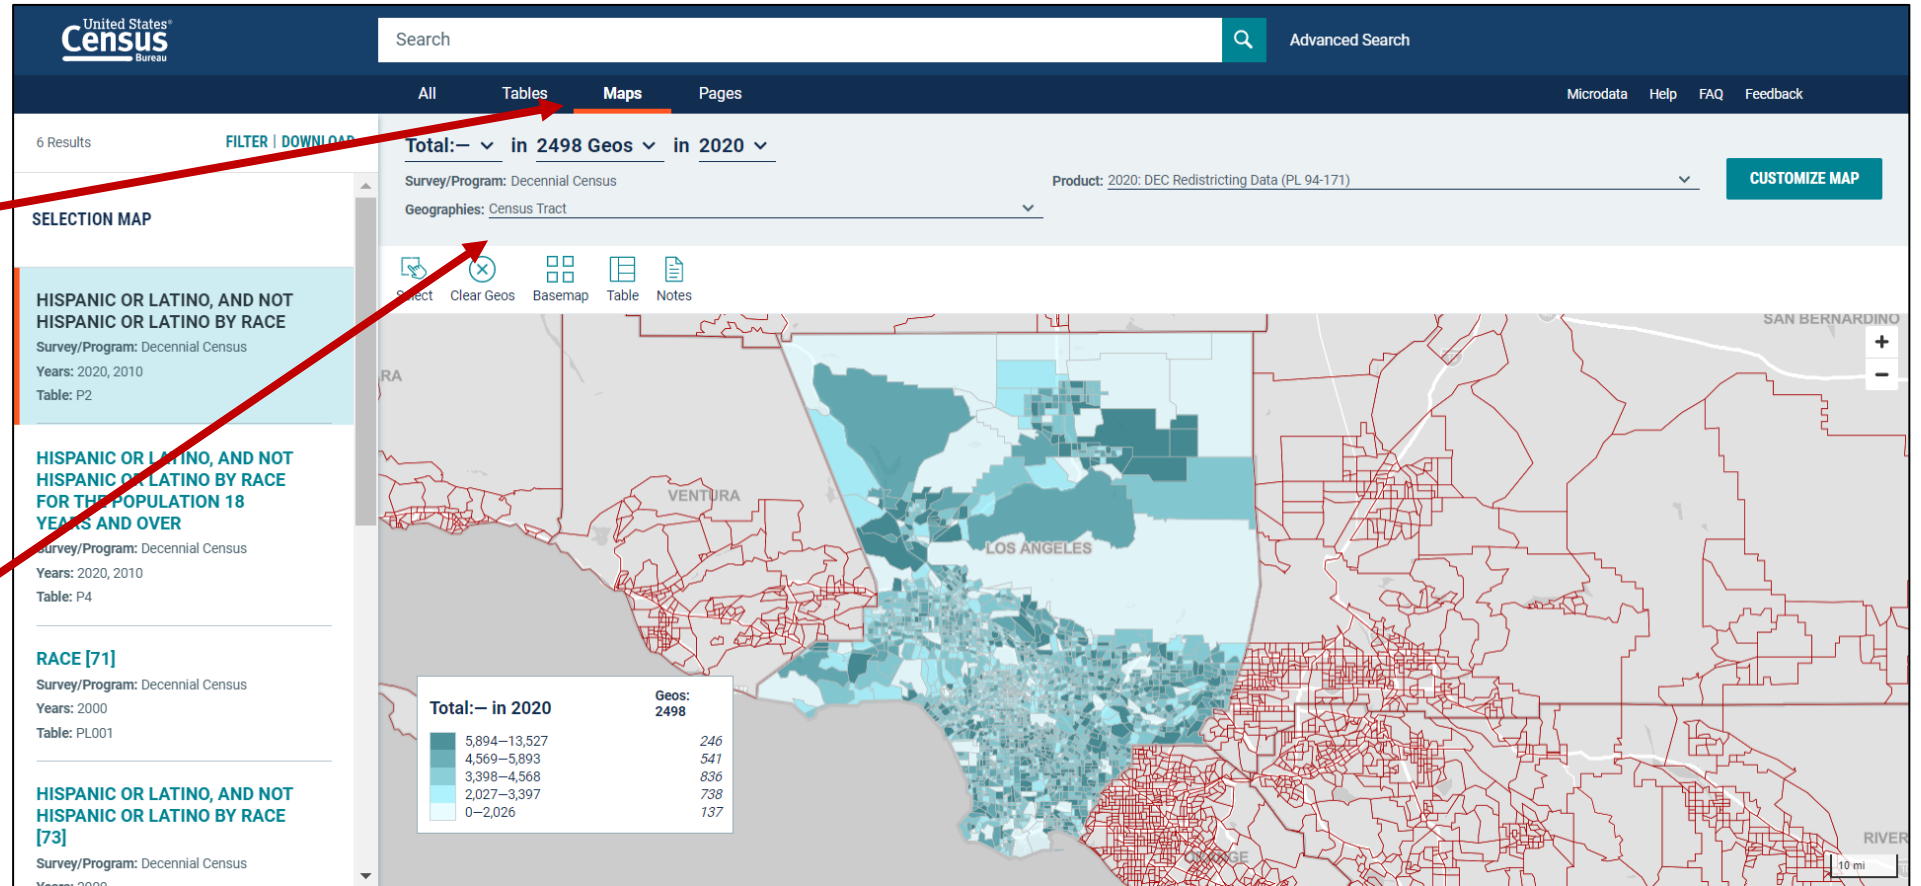 United States®
Census
Bureau
Search
Advanced Search
All Tables Maps Pages
Microdata Help FAQ Feedback
6 Results FILTER | DOWNLOAD
Total:— in 2498 Geos in 2020
Survey/Program: Decennial Census
Product: 2020: DEC Redistricting Data (PL 94-171)
CUSTOMIZE MAP
Geographies: Census Tract
SELECTION MAP
HISPANIC OR LATINO, AND NOT
HISPANIC OR LATINO BY RACE
Survey/Program: Decennial Census
Years: 2020, 2010
Table: P2
HISPANIC OR LATINO, AND NOT
HISPANIC OR LATINO BY RACE
FOR THE POPULATION 18
YEARS AND OVER
Survey/Program: Decennial Census
Years: 2020, 2010
Table: P4
RACE [71]
Survey/Program: Decennial Census
Years: 2000
Table: PL001
HISPANIC OR LATINO, AND NOT
HISPANIC OR LATINO BY RACE
[73]
Survey/Program: Decennial Census
Years: 2000
Select Clear Geos Basemap Table Notes
SAN BERNARDINO
+
−
RA
VENTURA
LOS ANGELES
Total:— in 2020 Geos:
2498
5,894—13,527 246
4,569—5,893 541
3,398—4,568 836
2,027—3,397 738
0—2,026 137
ORANGE
RIVER
10 mi